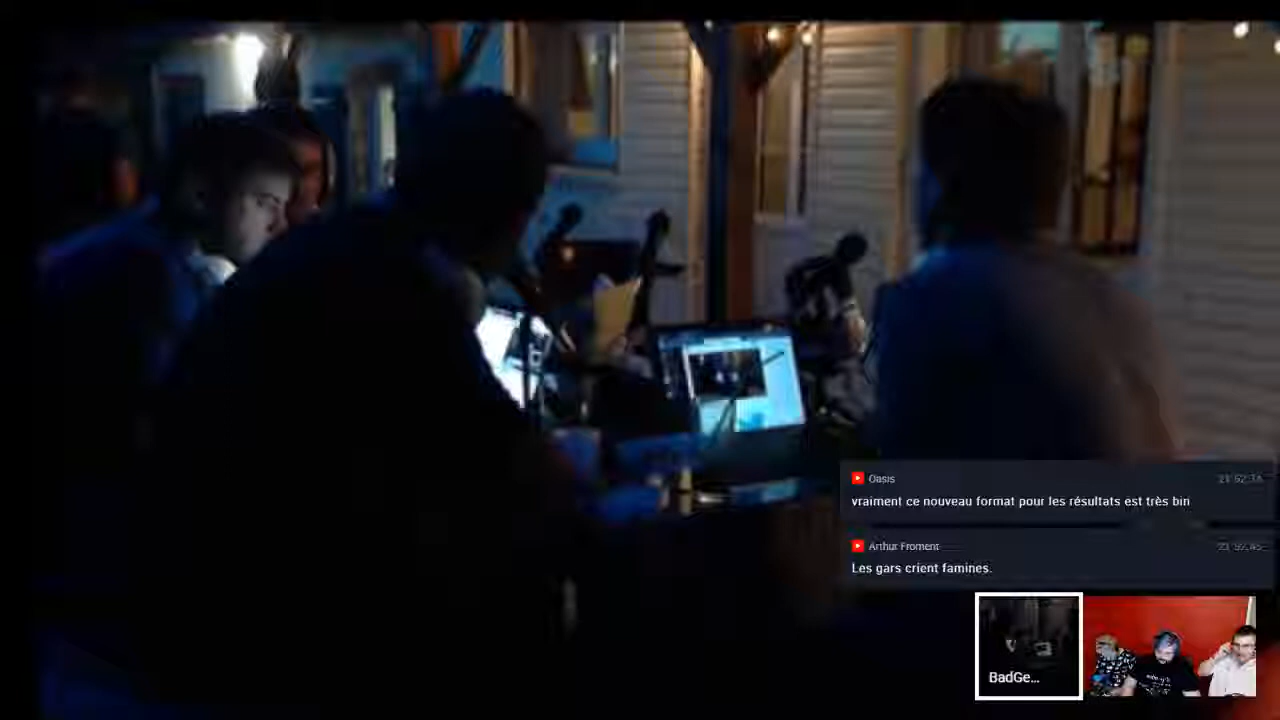 Oasis
vraiment ce nouveau format pour les résultats est très bin
Arthur Froment
Les gars crient famines.
BadGe...